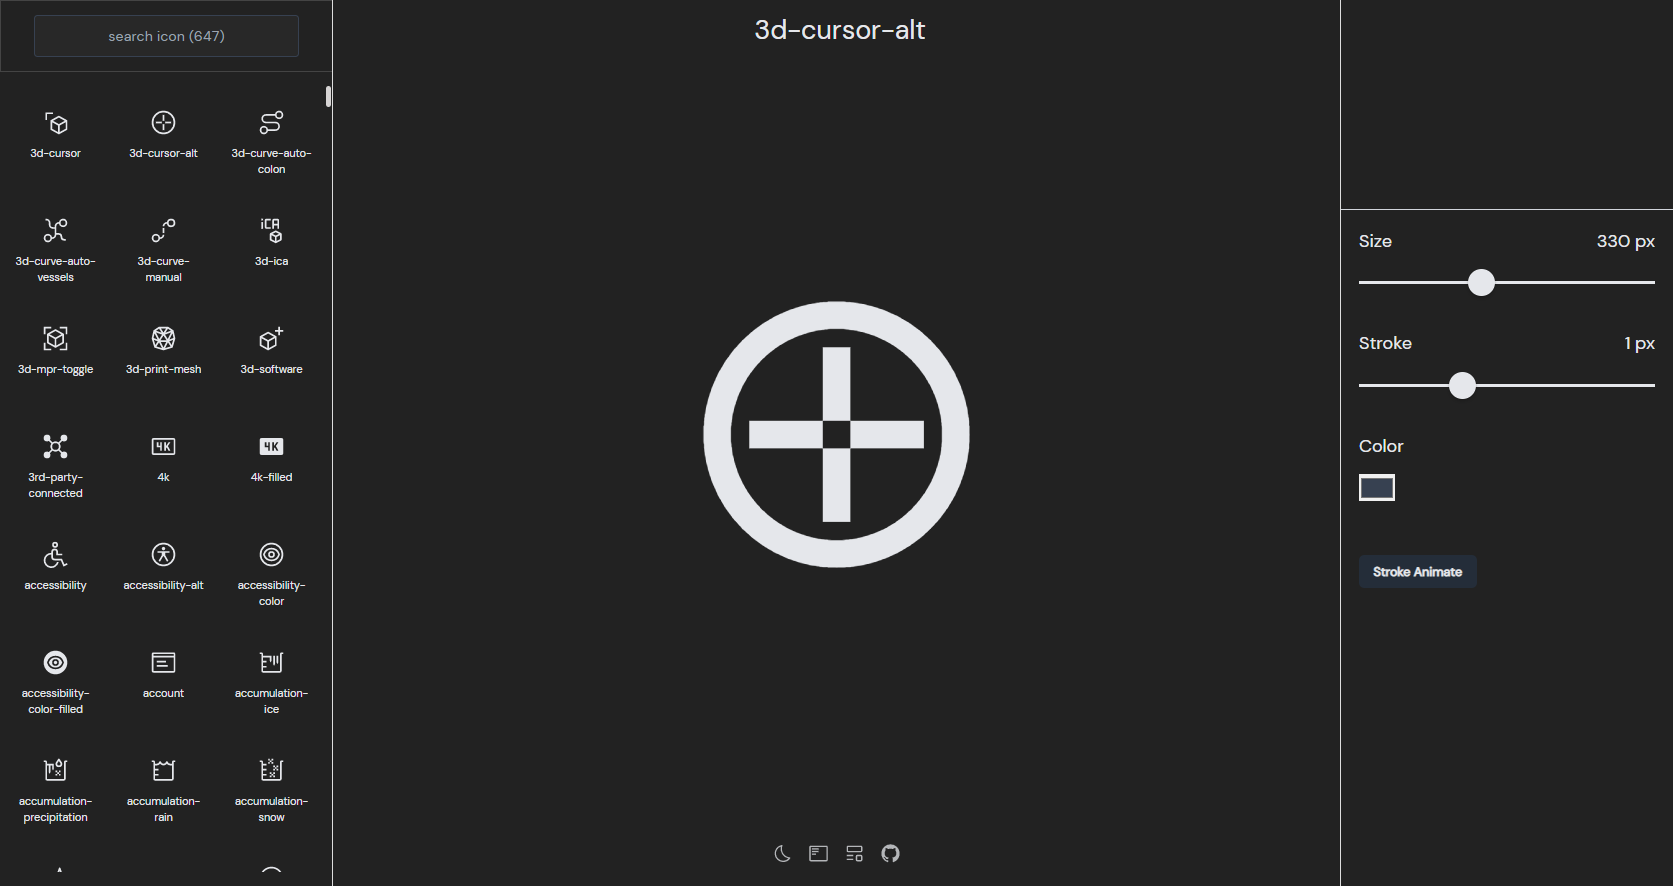 search icon (647)
3d-cursor-alt
3d-cursor
3d-cursor-alt
3d-curve-auto-
colon
3d-curve-auto-
vessels
3d-curve-
manual
iCA
3d-ica
3d-mpr-toggle
3d-print-mesh
3d-software
3rd-party-
connected
4K
4k
4K
4k-filled
accessibility
accessibility-alt
accessibility-
color
accessibility-
color-filled
account
accumulation-
ice
accumulation-
precipitation
accumulation-
rain
accumulation-
snow
Size
330 px
Stroke
1 px
Color
Stroke Animate